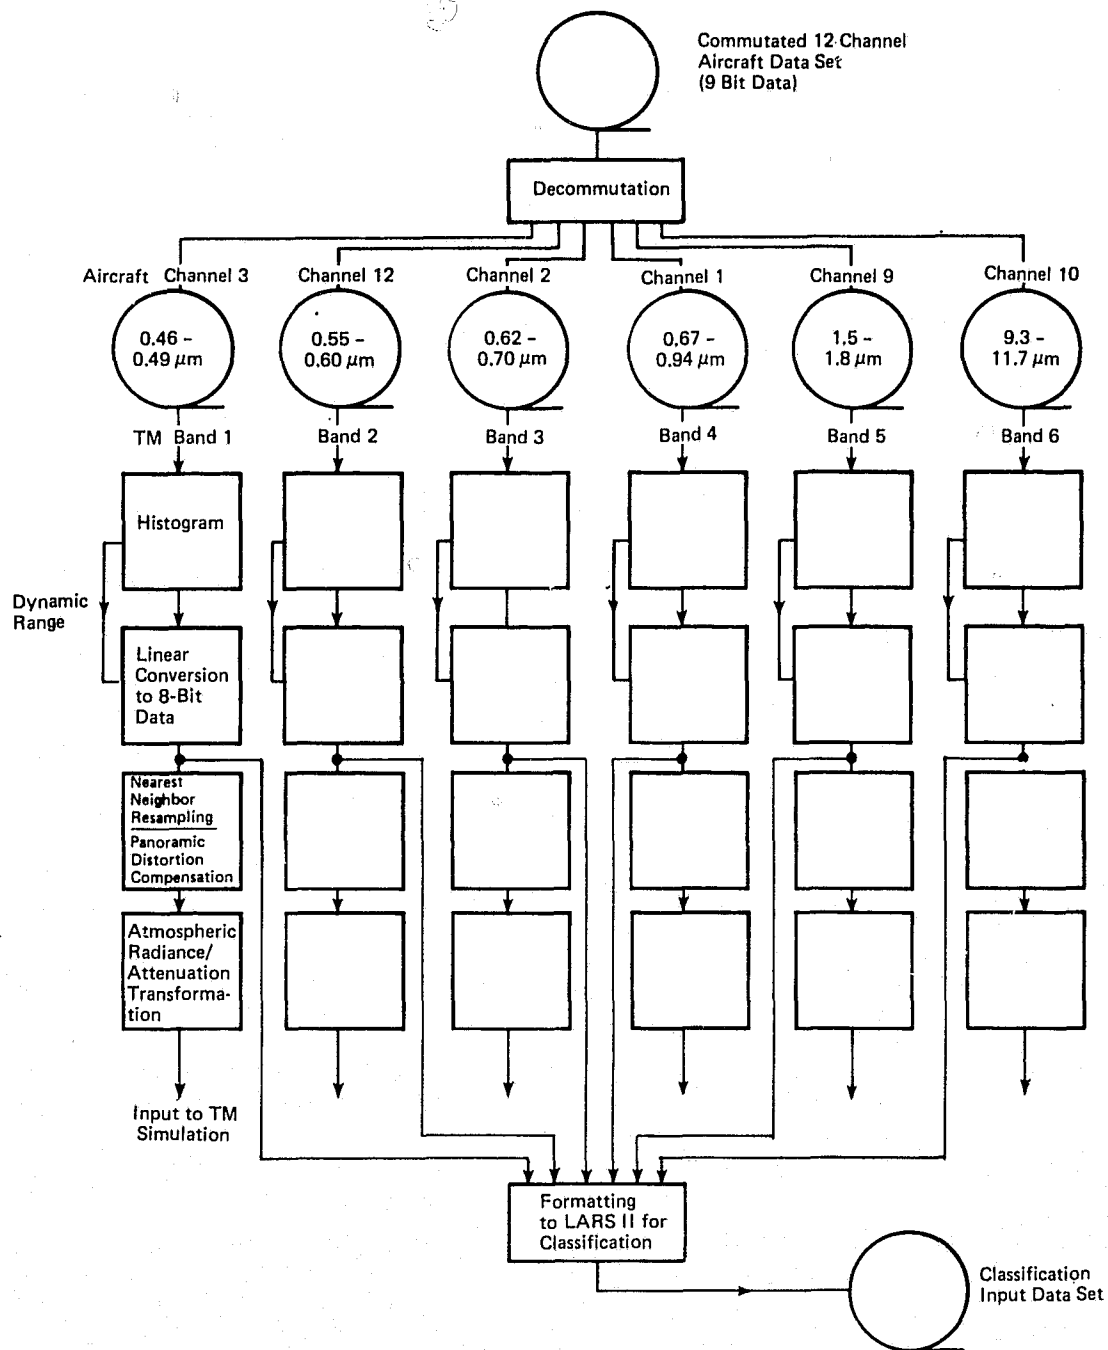 Commutated 12 Channel
Aircraft Data Set
(9 Bit Data)
Decommutation
Aircraft Channel 3
Channel 12
Channel 2
Channel 1
Channel 9
Channel 10
0.46 –
0.49 μm
0.55 –
0.60 μm
0.62 –
0.70 μm
0.67 –
0.94 μm
1.5 –
1.8 μm
9.3 –
11.7 μm
TM Band 1
Band 2
Band 3
Band 4
Band 5
Band 6
Histogram
Dynamic
Range
Linear
Conversion
to 8-Bit
Data
Nearest
Neighbor
Resampling
Panoramic
Distortion
Compensation
Atmospheric
Radiance/
Attenuation
Transforma-
tion
Input to TM
Simulation
Formatting
to LARS II for
Classification
Classification
Input Data Set